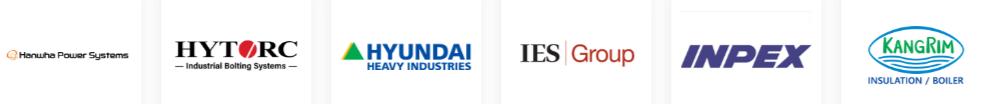 Hanwha Power Systems
HYTORC
Industrial Bolting Systems
HYUNDAI
HEAVY INDUSTRIES
IES Group
INPEX
KANGRIM
INSULATION / BOILER